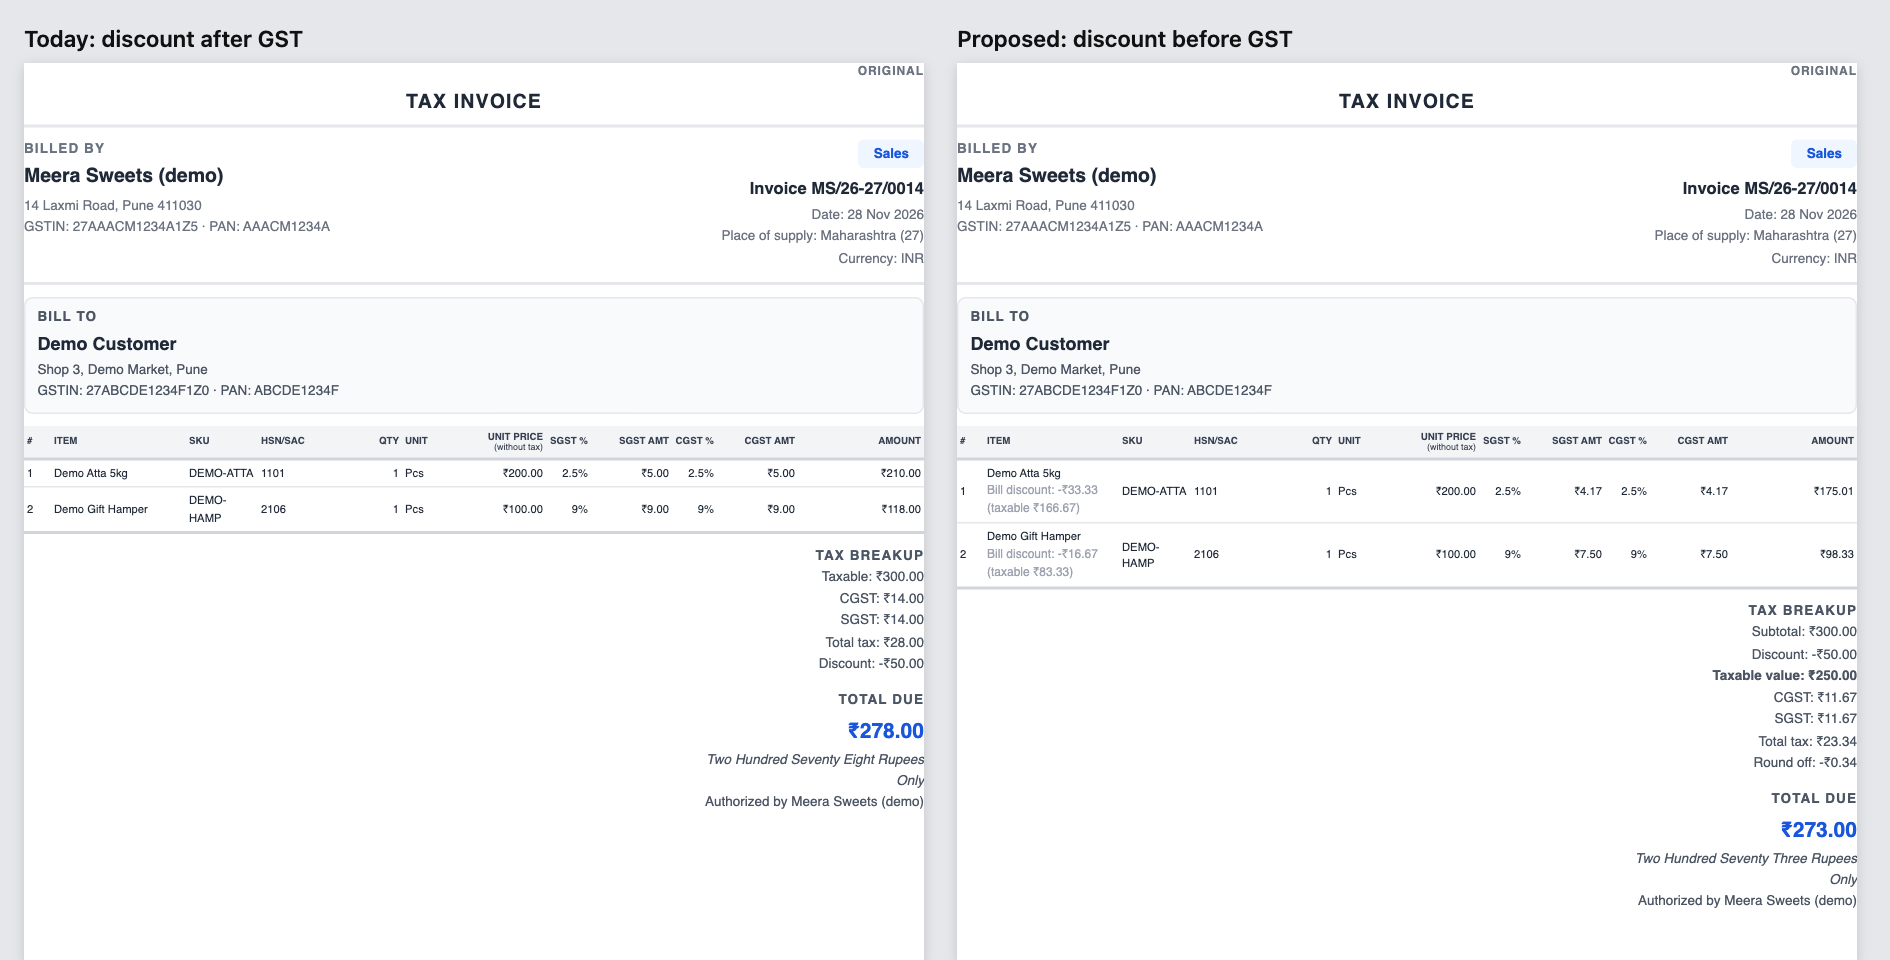 Today: discount after GST
ORIGINAL
TAX INVOICE
BILLED BY
Meera Sweets (demo)
14 Laxmi Road, Pune 411030
GSTIN: 27AAACM1234A1Z5 · PAN: AAACM1234A
Sales
Invoice MS/26-27/0014
Date: 28 Nov 2026
Place of supply: Maharashtra (27)
Currency: INR
BILL TO
Demo Customer
Shop 3, Demo Market, Pune
GSTIN: 27ABCDE1234F1Z0 · PAN: ABCDE1234F
# ITEM SKU HSN/SAC QTY UNIT UNIT PRICE (without tax) SGST % SGST AMT CGST % CGST AMT AMOUNT
1 Demo Atta 5kg DEMO-ATTA 1101 1 Pcs ₹200.00 2.5% ₹5.00 2.5% ₹5.00 ₹210.00
2 Demo Gift Hamper DEMO-HAMP 2106 1 Pcs ₹100.00 9% ₹9.00 9% ₹9.00 ₹118.00
TAX BREAKUP
Taxable: ₹300.00
CGST: ₹14.00
SGST: ₹14.00
Total tax: ₹28.00
Discount: -₹50.00
TOTAL DUE
₹278.00
Two Hundred Seventy Eight Rupees
Only
Authorized by Meera Sweets (demo)
Proposed: discount before GST
ORIGINAL
TAX INVOICE
BILLED BY
Meera Sweets (demo)
14 Laxmi Road, Pune 411030
GSTIN: 27AAACM1234A1Z5 · PAN: AAACM1234A
Sales
Invoice MS/26-27/0014
Date: 28 Nov 2026
Place of supply: Maharashtra (27)
Currency: INR
BILL TO
Demo Customer
Shop 3, Demo Market, Pune
GSTIN: 27ABCDE1234F1Z0 · PAN: ABCDE1234F
# ITEM SKU HSN/SAC QTY UNIT UNIT PRICE (without tax) SGST % SGST AMT CGST % CGST AMT AMOUNT
Demo Atta 5kg
1 Bill discount: -₹33.33 DEMO-ATTA 1101 1 Pcs ₹200.00 2.5% ₹4.17 2.5% ₹4.17 ₹175.01
(taxable ₹166.67)
Demo Gift Hamper
2 Bill discount: -₹16.67 DEMO-HAMP 2106 1 Pcs ₹100.00 9% ₹7.50 9% ₹7.50 ₹98.33
(taxable ₹83.33)
TAX BREAKUP
Subtotal: ₹300.00
Discount: -₹50.00
Taxable value: ₹250.00
CGST: ₹11.67
SGST: ₹11.67
Total tax: ₹23.34
Round off: -₹0.34
TOTAL DUE
₹273.00
Two Hundred Seventy Three Rupees
Only
Authorized by Meera Sweets (demo)